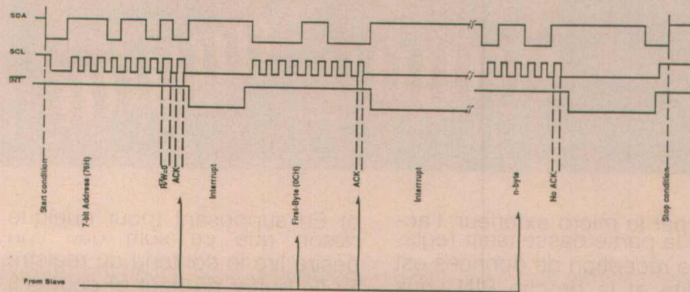 SDA
SCL
INT
Start condition
7-bit Address (76H)
R/W=0
ACK
Interrupt
First-Byte (0CH)
ACK
Interrupt
n-byte
No ACK
Stop condition
From Slave